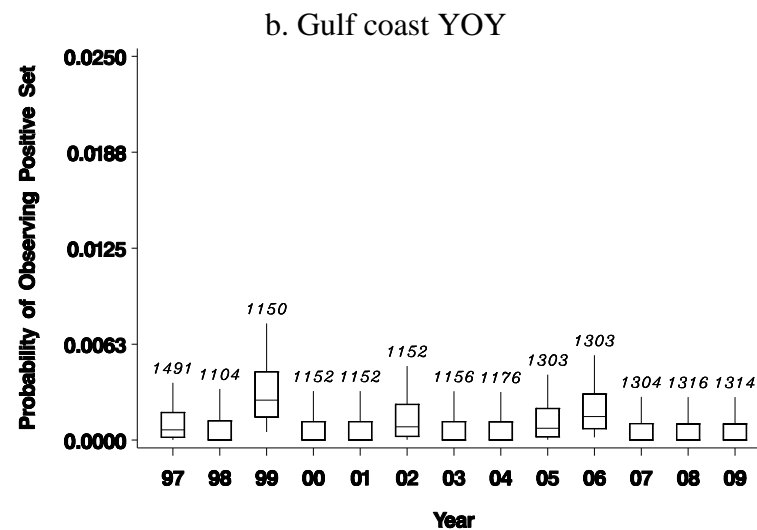 b. Gulf coast YOY
Probability of Observing Positive Set
0.0250
0.0188
0.0125
0.0063
0.0000
1491 1104 1150 1152 1152 1152 1156 1176 1303 1303 1304 1316 1314
97 98 99 00 01 02 03 04 05 06 07 08 09
Year